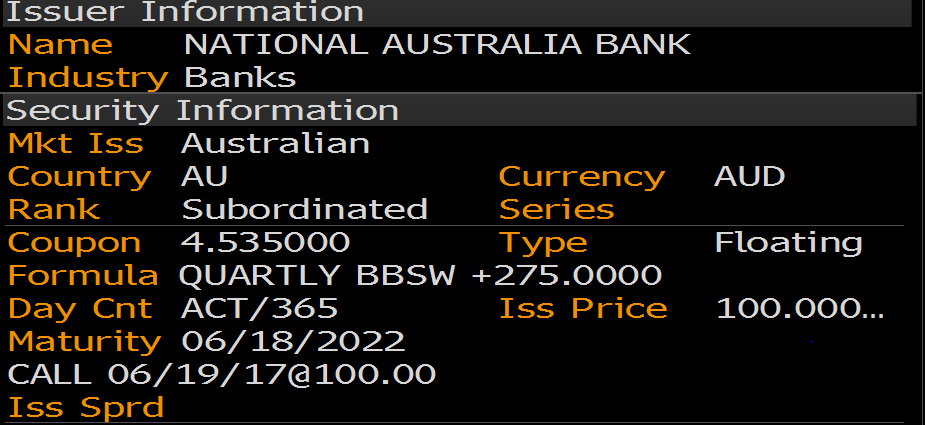 Issuer Information
Name NATIONAL AUSTRALIA BANK
Industry Banks
Security Information
Mkt Iss Australian
Country AU Currency AUD
Rank Subordinated Series
Coupon 4.535000 Type Floating
Formula QUARTLY BBSW +275.0000
Day Cnt ACT/365 Iss Price 100.000…
Maturity 06/18/2022
CALL 06/19/17@100.00
Iss Sprd